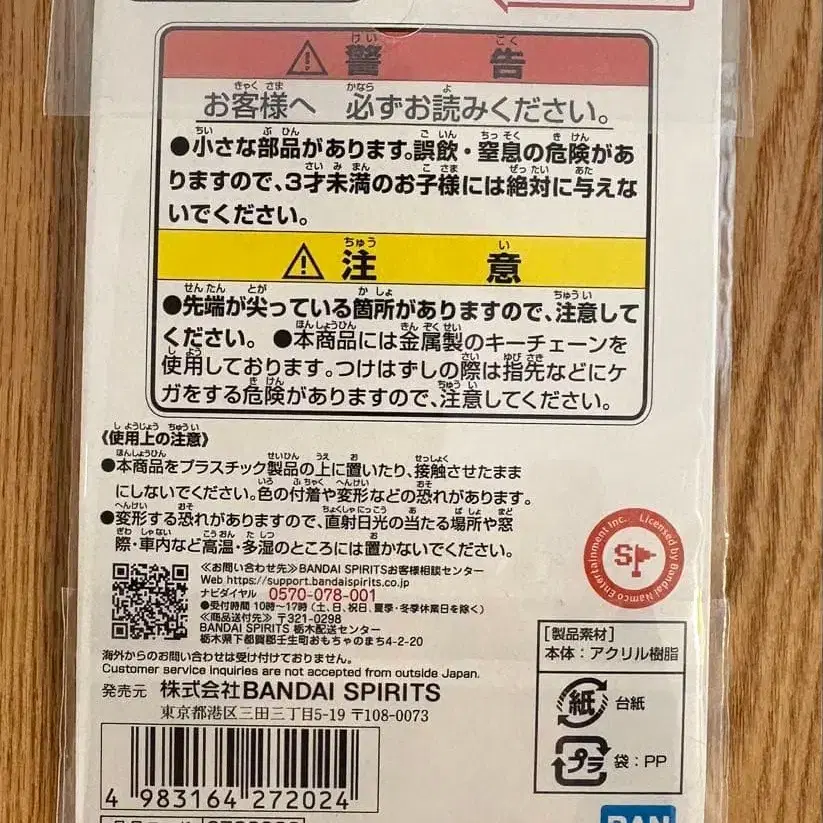 ⚠ 警告
お客様へ 必ずお読みください。
●小さな部品があります。誤飲・窒息の危険があ
りますので、3才未満のお子様には絶対に与えな
いでください。
⚠ 注意
●先端が尖っている箇所がありますので、注意して
ください。 ●本商品には金属製のキーチェーンを
使用しております。つけはずしの際は指先などにケ
ガをする危険がありますので、注意してください。
《使用上の注意》
●本商品をプラスチック製品の上に置いたり、接触させたまま
にしないでください。色の付着や変形などの恐れがあります。
●変形する恐れがありますので、直射日光の当たる場所や窓
際・車内など高温・多湿のところには置かないでください。
≪お問い合わせ先≫BANDAI SPIRITSお客様相談センター
Web https://support.bandaispirits.co.jp
ナビダイヤル 0570-078-001
●受付時間 10時〜17時(土、日、祝日、夏季・冬季休業日を除く)
≪商品送付先≫〒321-0298
BANDAI SPIRITS 栃木配送センター
栃木県下都賀郡壬生町おもちゃのまち4-2-20
海外からのお問い合わせは受け付けておりません。
Customer service inquiries are not accepted from outside Japan.
発売元 株式会社BANDAI SPIRITS
東京都港区三田三丁目5-19 〒108-0073
4 983164 272024
Licensed by Bandai Namco Entertainment Inc.
SP
[製品素材]
本体：アクリル樹脂
紙 台紙
プラ 袋：PP
BAN